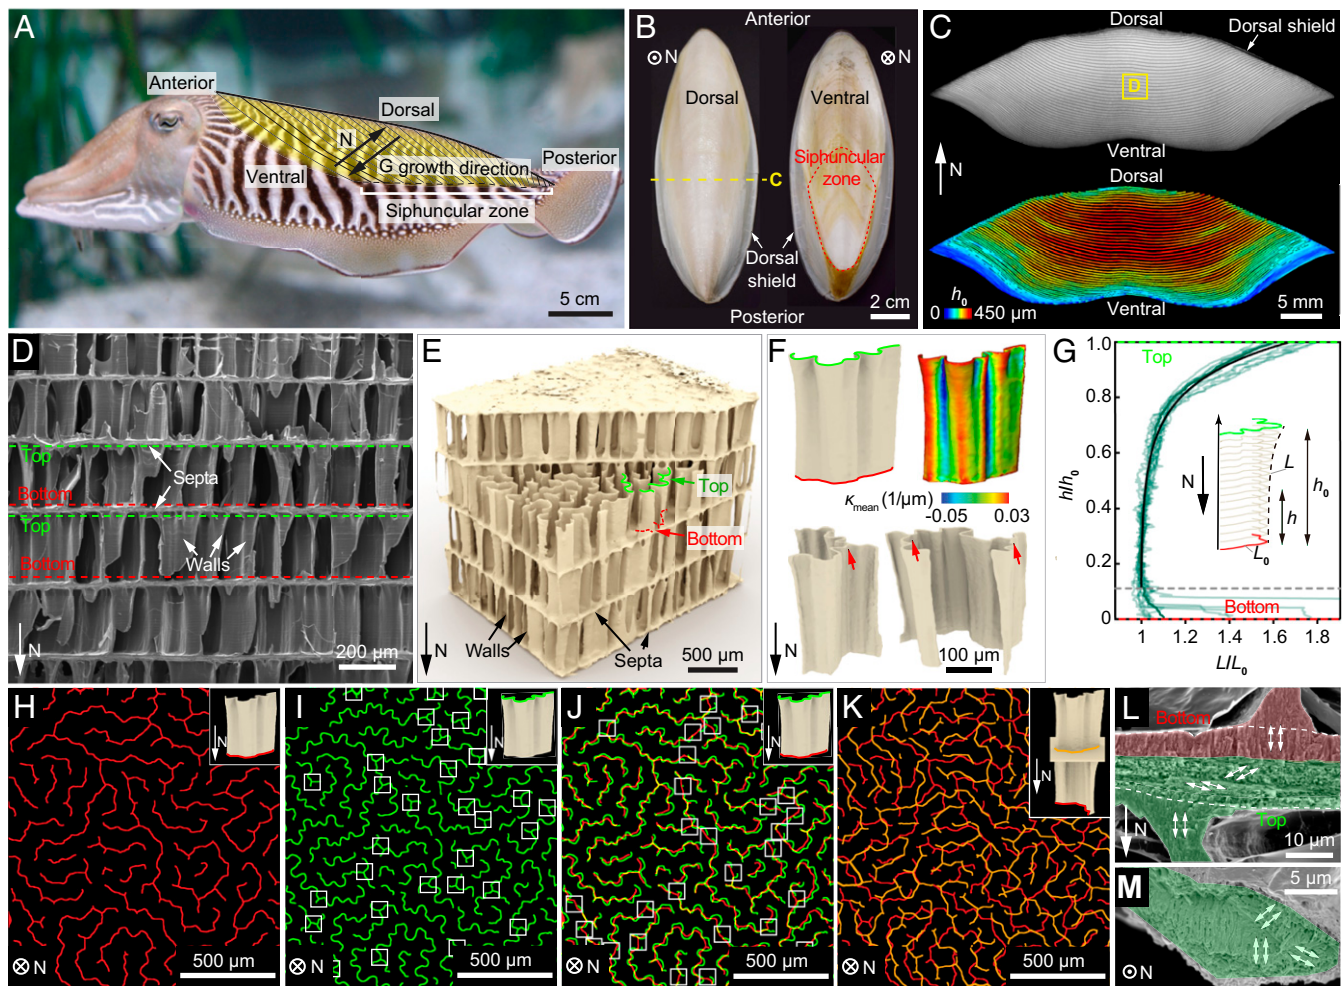 A
Anterior
Dorsal
N
G growth direction
Posterior
Ventral
Siphuncular zone
5 cm
B
Anterior
⊙ N
⊗ N
Dorsal
Ventral
Siphuncular
zone
C
Dorsal
shield
2 cm
Posterior
C
Dorsal
Dorsal shield
D
Ventral
N
Dorsal
h₀
0 450 µm
Ventral
5 mm
D
Top
Septa
Bottom
Top
Walls
Bottom
N
200 µm
E
Top
Bottom
N
Walls
Septa
500 µm
F
κmean (1/µm)
-0.05 0.03
N
100 µm
G
Top
1.0
0.8
0.6
0.4
0.2
0
h/h₀
N
L
h₀
h
L₀
Bottom
1 1.2 1.4 1.6 1.8
L/L₀
H
N
⊗ N
500 µm
I
N
⊗ N
500 µm
J
N
⊗ N
500 µm
K
N
⊗ N
500 µm
L
Bottom
Top
N
10 µm
M
5 µm
⊙ N